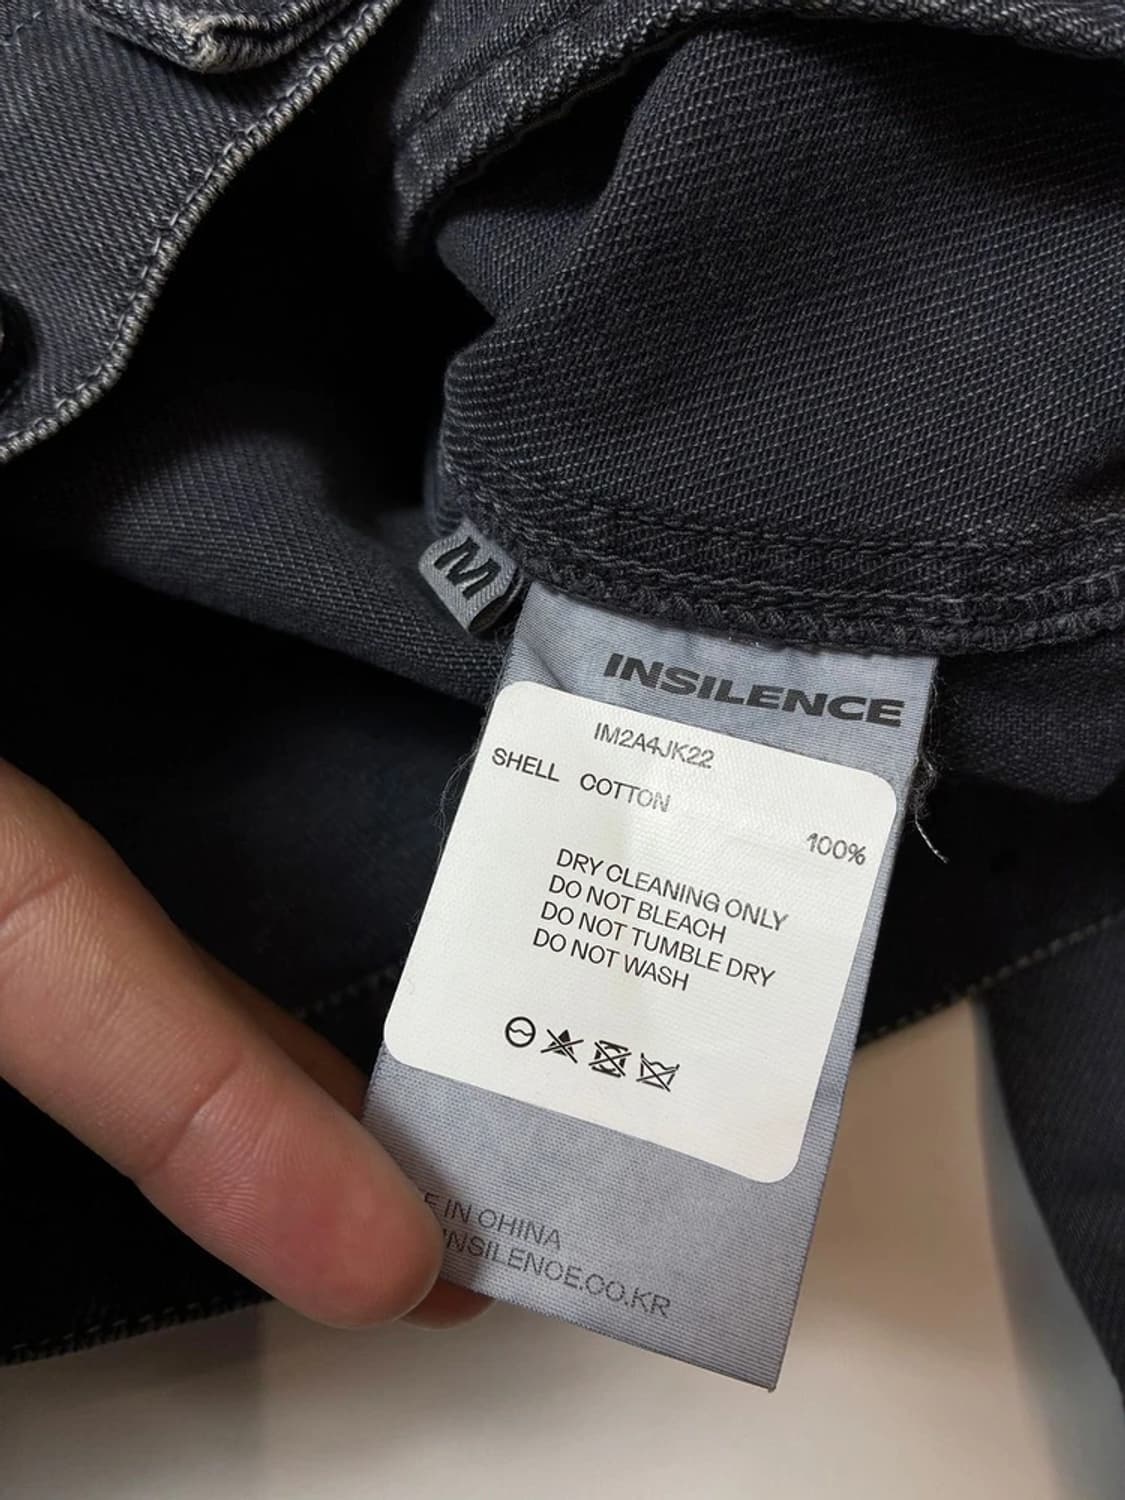 M
INSILENCE
IM2A4JK22
SHELL COTTON
100%
DRY CLEANING ONLY
DO NOT BLEACH
DO NOT TUMBLE DRY
DO NOT WASH
E IN CHINA
INSILENCE.CO.KR